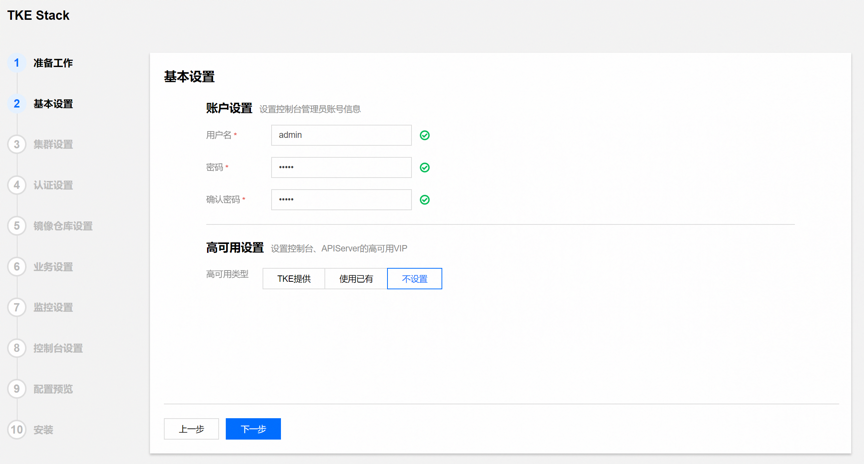 TKE Stack
1 准备工作
2 基本设置
3 集群设置
4 认证设置
5 镜像仓库设置
6 业务设置
7 监控设置
8 控制台设置
9 配置预览
10 安装
基本设置
账户设置 设置控制台管理员账号信息
用户名 * admin
密码 * •••••
确认密码 * •••••
高可用设置 设置控制台、APIServer的高可用VIP
高可用类型 TKE提供 使用已有 不设置
上一步 下一步